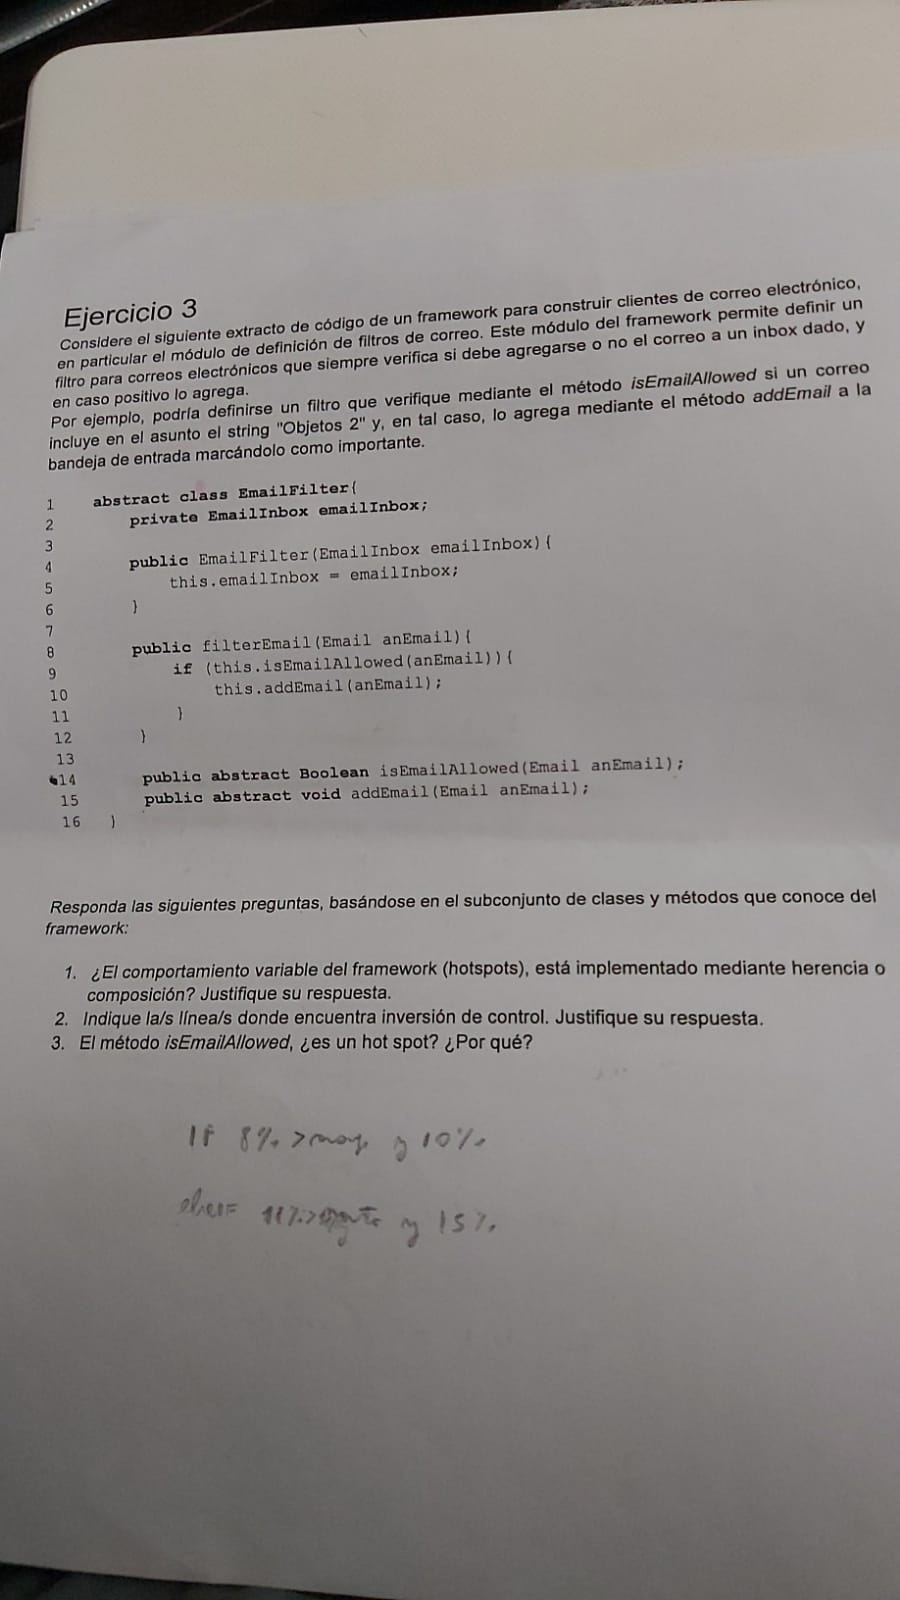 Ejercicio 3
Considere el siguiente extracto de código de un framework para construir clientes de correo electrónico,
en particular el módulo de definición de filtros de correo. Este módulo del framework permite definir un
filtro para correos electrónicos que siempre verifica si debe agregarse o no el correo a un inbox dado, y
en caso positivo lo agrega.
Por ejemplo, podría definirse un filtro que verifique mediante el método isEmailAllowed si un correo
incluye en el asunto el string "Objetos 2" y, en tal caso, lo agrega mediante el método addEmail a la
bandeja de entrada marcándolo como importante.
1 abstract class EmailFilter{
2 private EmailInbox emailInbox;
3
4 public EmailFilter(EmailInbox emailInbox){
5 this.emailInbox = emailInbox;
6 }
7
8 public filterEmail(Email anEmail){
9 if (this.isEmailAllowed(anEmail)){
10 this.addEmail(anEmail);
11 }
12 }
13
14 public abstract Boolean isEmailAllowed(Email anEmail);
15 public abstract void addEmail(Email anEmail);
16 }
Responda las siguientes preguntas, basándose en el subconjunto de clases y métodos que conoce del
framework:
1. ¿El comportamiento variable del framework (hotspots), está implementado mediante herencia o
composición? Justifique su respuesta.
2. Indique la/s línea/s donde encuentra inversión de control. Justifique su respuesta.
3. El método isEmailAllowed, ¿es un hot spot? ¿Por qué?
If 8% > may y 10%
11% > y 15%